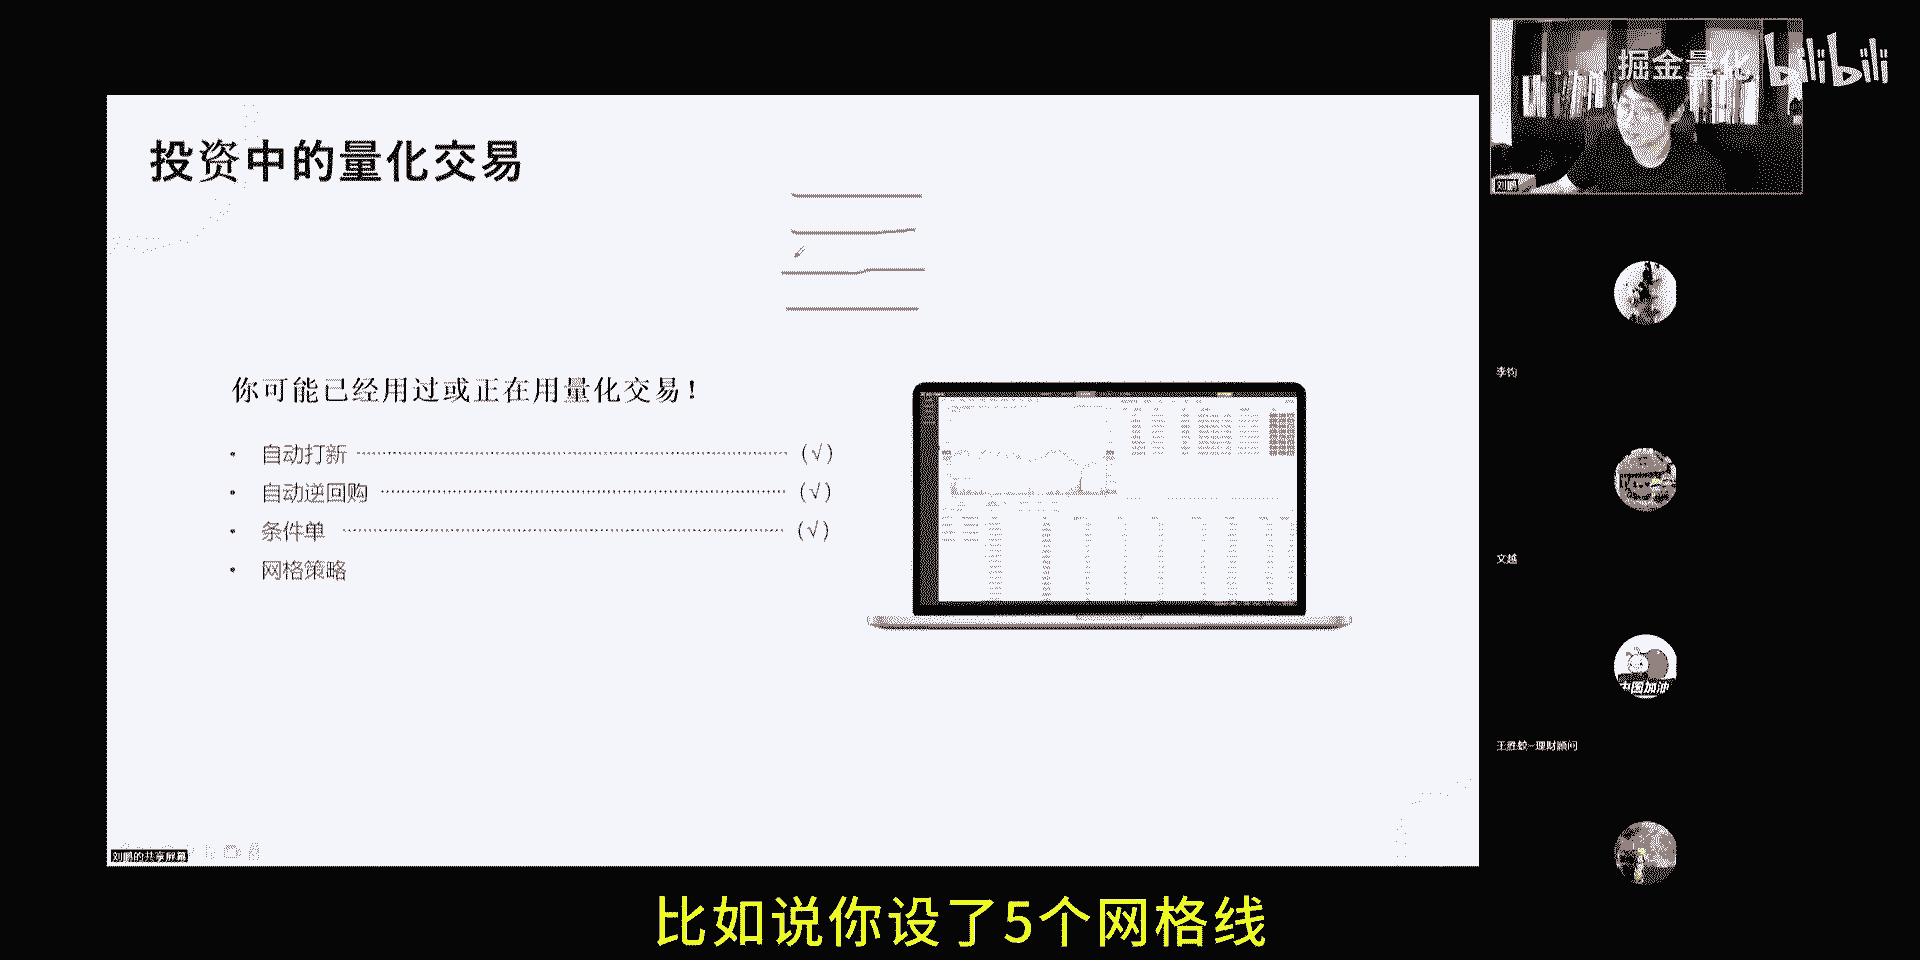 掘金量化 bilibili
投资中的量化交易
刘鹏
你可能已经用过或正在用量化交易！
• 自动打新 (√)
• 自动逆回购 (√)
• 条件单 (√)
• 网格策略
李钧
文越
中国加油
理财顾问
刘鹏的共享屏幕
比如说你设了5个网格线